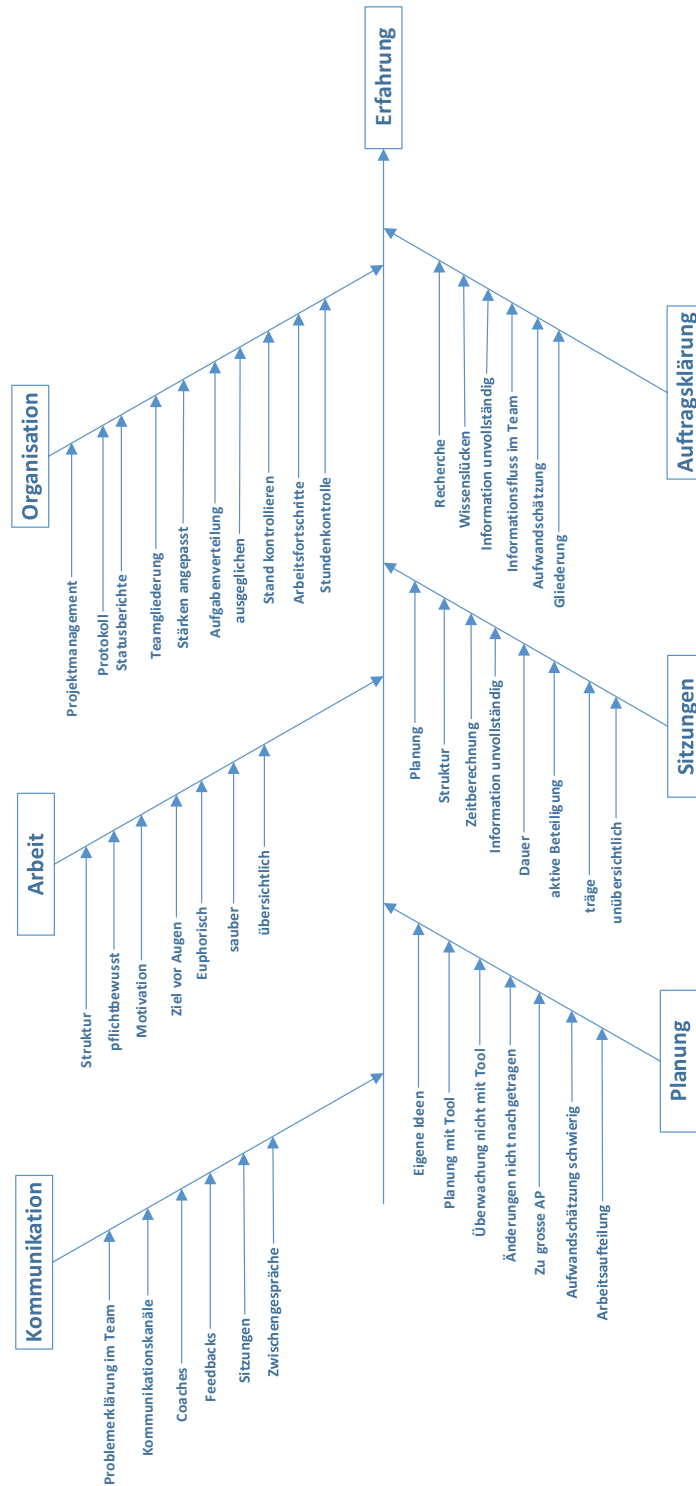 Kommunikation
Problemerklärung im Team
Kommunikationskanäle
Coaches
Feedbacks
Sitzungen
Zwischengespräche
Arbeit
Struktur
pflichtbewusst
Motivation
Ziel vor Augen
Euphorisch
sauber
übersichtlich
Organisation
Projektmanagement
Protokoll
Statusberichte
Teamgliederung
Stärken angepasst
Aufgabenverteilung
ausgeglichen
Stand kontrollieren
Arbeitsfortschritte
Stundenkontrolle
Erfahrung
Eigene Ideen
Planung mit Tool
Überwachung nicht mit Tool
Änderungen nicht nachgetragen
Zu grosse AP
Aufwandschätzung schwierig
Arbeitsaufteilung
Planung
Planung
Struktur
Zeitberechnung
Information unvollständig
Dauer
aktive Beteiligung
träge
unübersichtlich
Sitzungen
Recherche
Wissenslücken
Information unvollständig
Informationsfluss im Team
Aufwandschätzung
Gliederung
Auftragsklärung